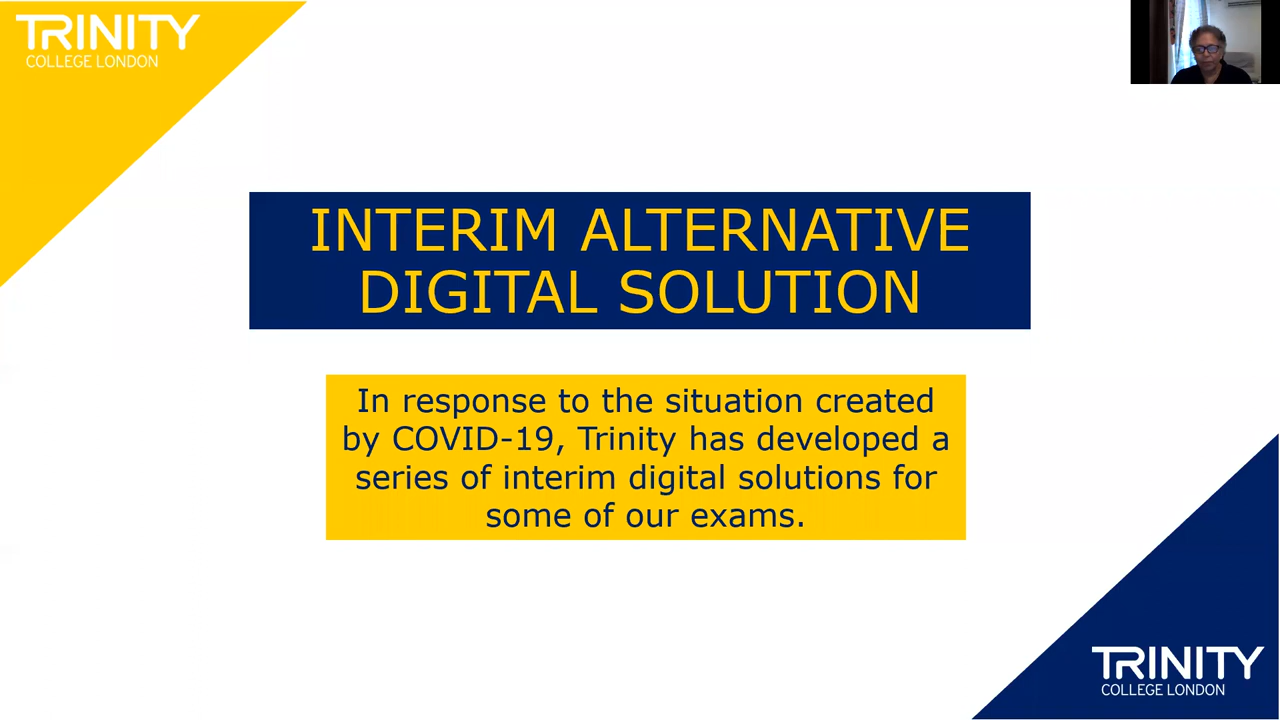 TRINITY
COLLEGE LONDON
INTERIM ALTERNATIVE
DIGITAL SOLUTION
In response to the situation created
by COVID-19, Trinity has developed a
series of interim digital solutions for
some of our exams.
TRINITY
COLLEGE LONDON